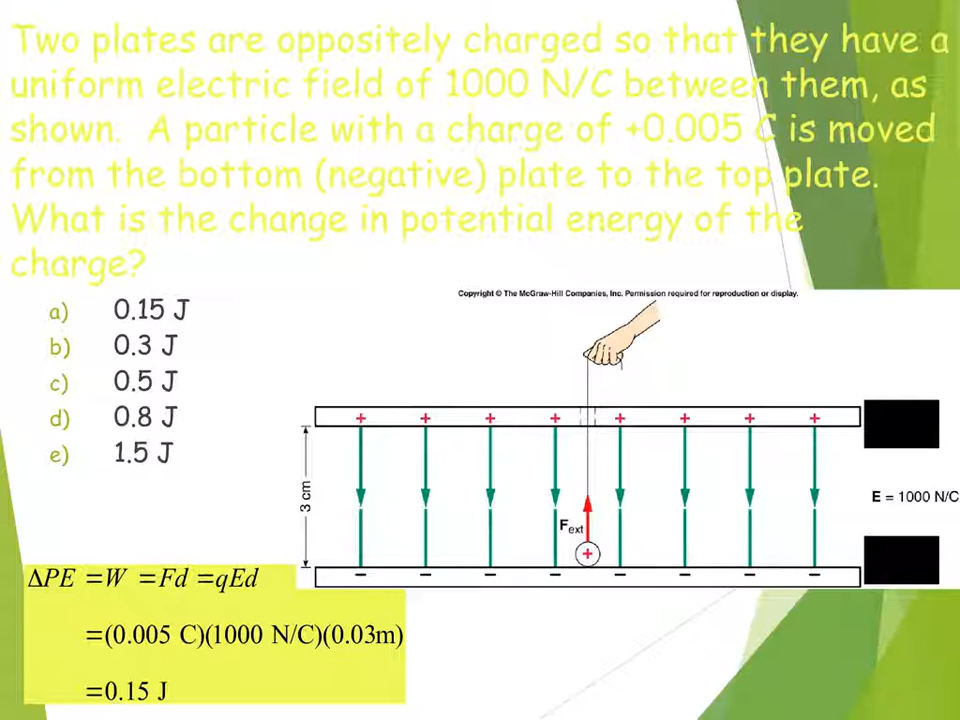 Two plates are oppositely charged so that they have a
uniform electric field of 1000 N/C between them, as
shown. A particle with a charge of +0.005 C is moved
from the bottom (negative) plate to the top plate.
What is the change in potential energy of the
charge?
a) 0.15 J
b) 0.3 J
c) 0.5 J
d) 0.8 J
e) 1.5 J
Copyright © The McGraw-Hill Companies, Inc. Permission required for reproduction or display.
+ + + + + + + +
3 cm
E = 1000 N/C
Fext
+
− − − − − − − −
ΔPE = W = Fd = qEd
=(0.005 C)(1000 N/C)(0.03m)
=0.15 J